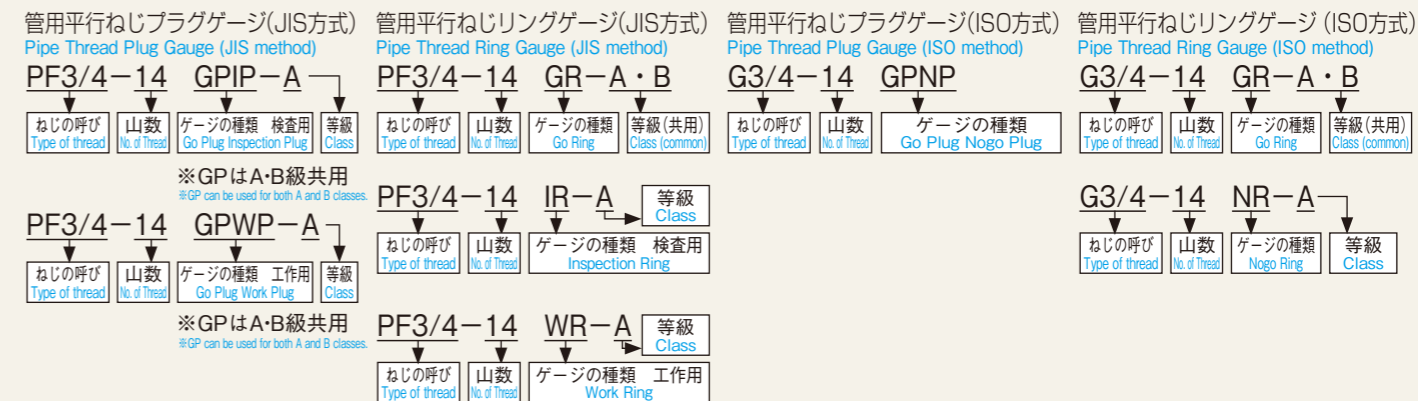 管用平行ねじプラグゲージ(JIS方式)
Pipe Thread Plug Gauge (JIS method)
PF3/4−14 GPIP−A
ねじの呼び 山数 ゲージの種類 検査用 等級
Type of thread No. of Thread Go Plug Inspection Plug Class
※GPはA・B級共用
※GP can be used for both A and B classes.
PF3/4−14 GPWP−A
ねじの呼び 山数 ゲージの種類 工作用 等級
Type of thread No. of Thread Go Plug Work Plug Class
※GPはA・B級共用
※GP can be used for both A and B classes.
管用平行ねじリングゲージ(JIS方式)
Pipe Thread Ring Gauge (JIS method)
PF3/4−14 GR−A・B
ねじの呼び 山数 ゲージの種類 等級(共用)
Type of thread No. of Thread Go Ring Class (common)
PF3/4−14 IR−A 等級
Class
ねじの呼び 山数 ゲージの種類 検査用
Type of thread No. of Thread Inspection Ring
PF3/4−14 WR−A 等級
Class
ねじの呼び 山数 ゲージの種類 工作用
Type of thread No. of Thread Work Ring
管用平行ねじプラグゲージ(ISO方式)
Pipe Thread Plug Gauge (ISO method)
G3/4−14 GPNP
ねじの呼び 山数 ゲージの種類
Type of thread No. of Thread Go Plug Nogo Plug
管用平行ねじリングゲージ(ISO方式)
Pipe Thread Ring Gauge (ISO method)
G3/4−14 GR−A・B
ねじの呼び 山数 ゲージの種類 等級(共用)
Type of thread No. of Thread Go Ring Class (common)
G3/4−14 NR−A
ねじの呼び 山数 ゲージの種類 等級
Type of thread No. of Thread Nogo Ring Class